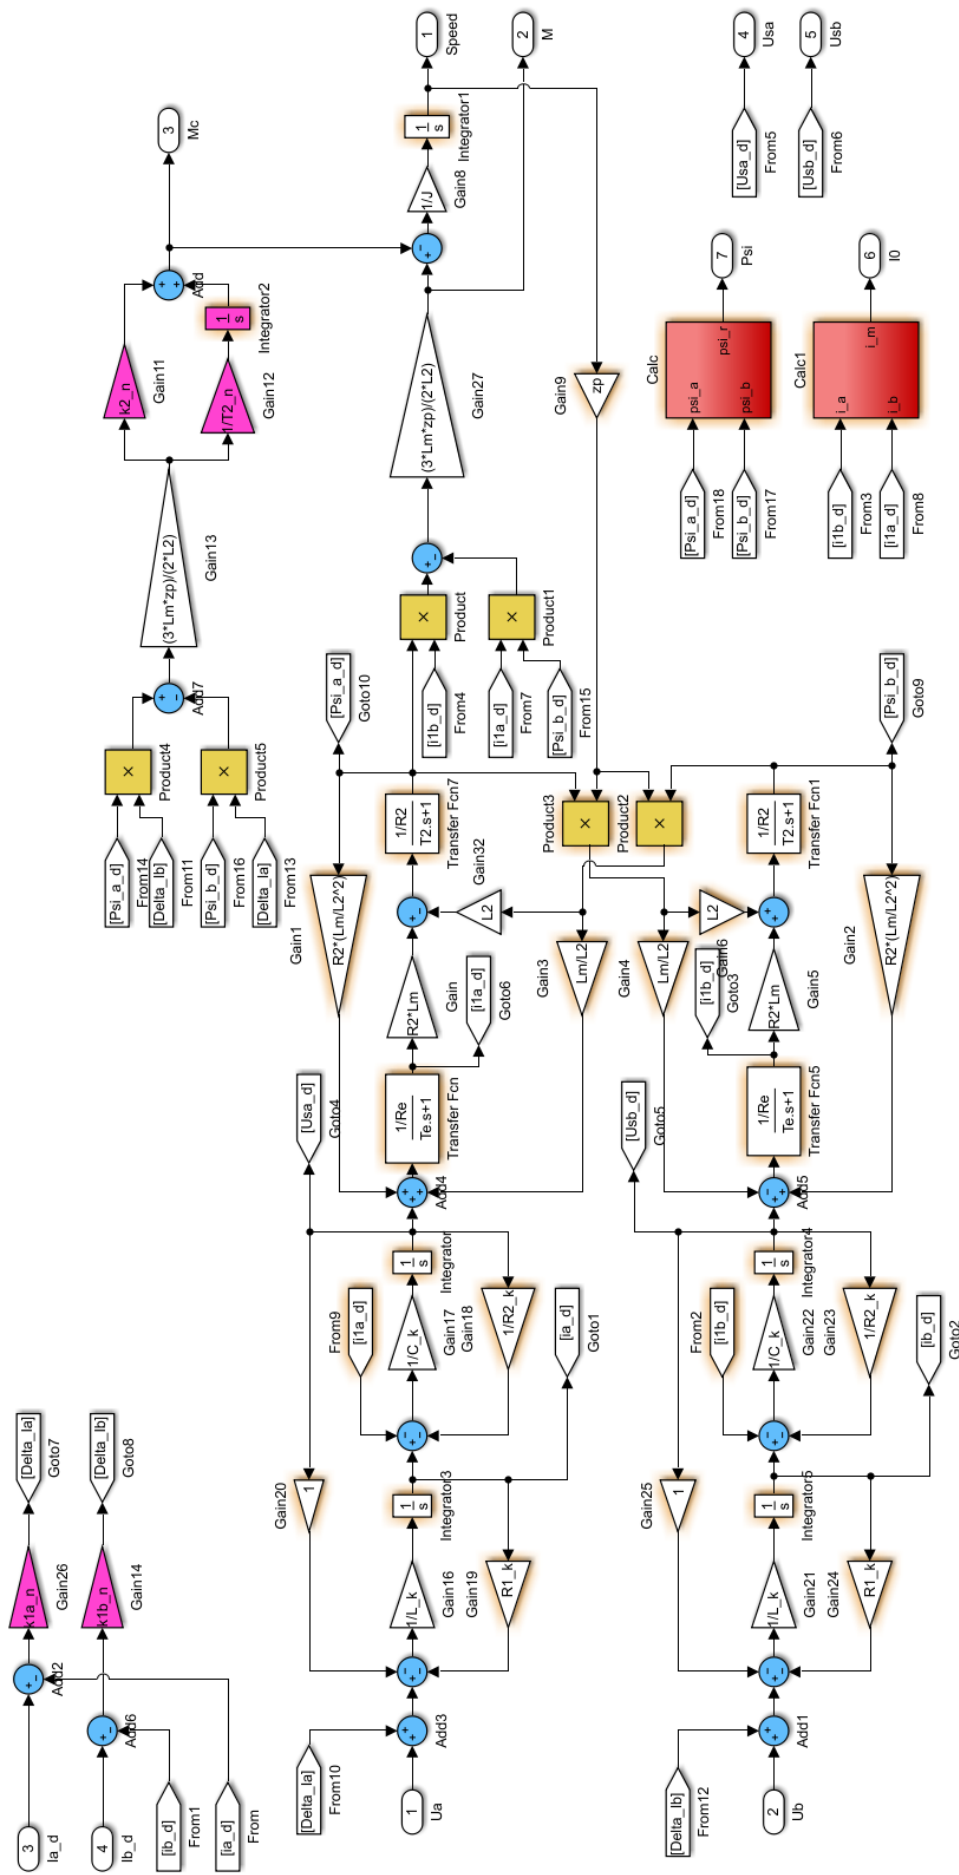 3
Ia_d
+
-
Add2
k1a_n
Gain26
[Delta_Ia]
Goto7
4
Ib_d
+
-
Add6
k1b_n
Gain14
[Delta_Ib]
Goto8
[ib_d]
From1
[ia_d]
From
[Psi_a_d]
From14
[Delta_Ib]
From11
×
Product4
[Psi_b_d]
From16
[Delta_Ia]
From13
×
Product5
+
-
Add7
(3*Lm*zp)/(2*L2)
Gain13
k2_n
Gain11
1/T2_n
Gain12
1
s
Integrator2
+
+
Add
3
Mc
[Delta_Ia]
From10
1
Ua
+
+
Add3
1
Gain20
1/L_k
Gain16
R1_k
Gain19
1
s
Integrator3
[i1a_d]
From9
1/C_k
Gain17
1/R2_k
Gain18
[ia_d]
Goto1
1
s
Integrator
[Usa_d]
Goto4
+
+
+
Add4
1/Re
Te.s+1
Transfer Fcn
[i1a_d]
Goto6
R2*Lm
Gain
R2*(Lm/L2^2)
Gain1
+
-
L2
Gain32
Lm/L2
Gain3
1/R2
T2.s+1
Transfer Fcn7
[Psi_a_d]
Goto10
[i1b_d]
From4
×
Product
[i1a_d]
From7
[Psi_b_d]
From15
×
Product1
+
-
(3*Lm*zp)/(2*L2)
Gain27
+
-
1/J
Gain8
1
s
Integrator1
1
Speed
2
M
×
Product3
×
Product2
zp
Gain9
[Delta_Ib]
From12
2
Ub
+
+
Add1
1
Gain25
1/L_k
Gain21
R1_k
Gain24
1
s
Integrator5
[i1b_d]
From2
1/C_k
Gain22
1/R2_k
Gain23
[ib_d]
Goto2
1
s
Integrator4
[Usb_d]
Goto5
+
-
+
Add5
1/Re
Te.s+1
Transfer Fcn5
[i1b_d]
Goto3
R2*Lm
Gain5
Lm/L2
Gain4
L2
Gain6
+
+
1/R2
T2.s+1
Transfer Fcn1
R2*(Lm/L2^2)
Gain2
[Psi_b_d]
Goto9
[Psi_a_d]
From18
[Psi_b_d]
From17
psi_a
psi_b
psi_r
Calc
7
Psi
[i1b_d]
From3
[i1a_d]
From8
i_a
i_b
i_m
Calc1
6
I0
[Usa_d]
From5
4
Usa
[Usb_d]
From6
5
Usb